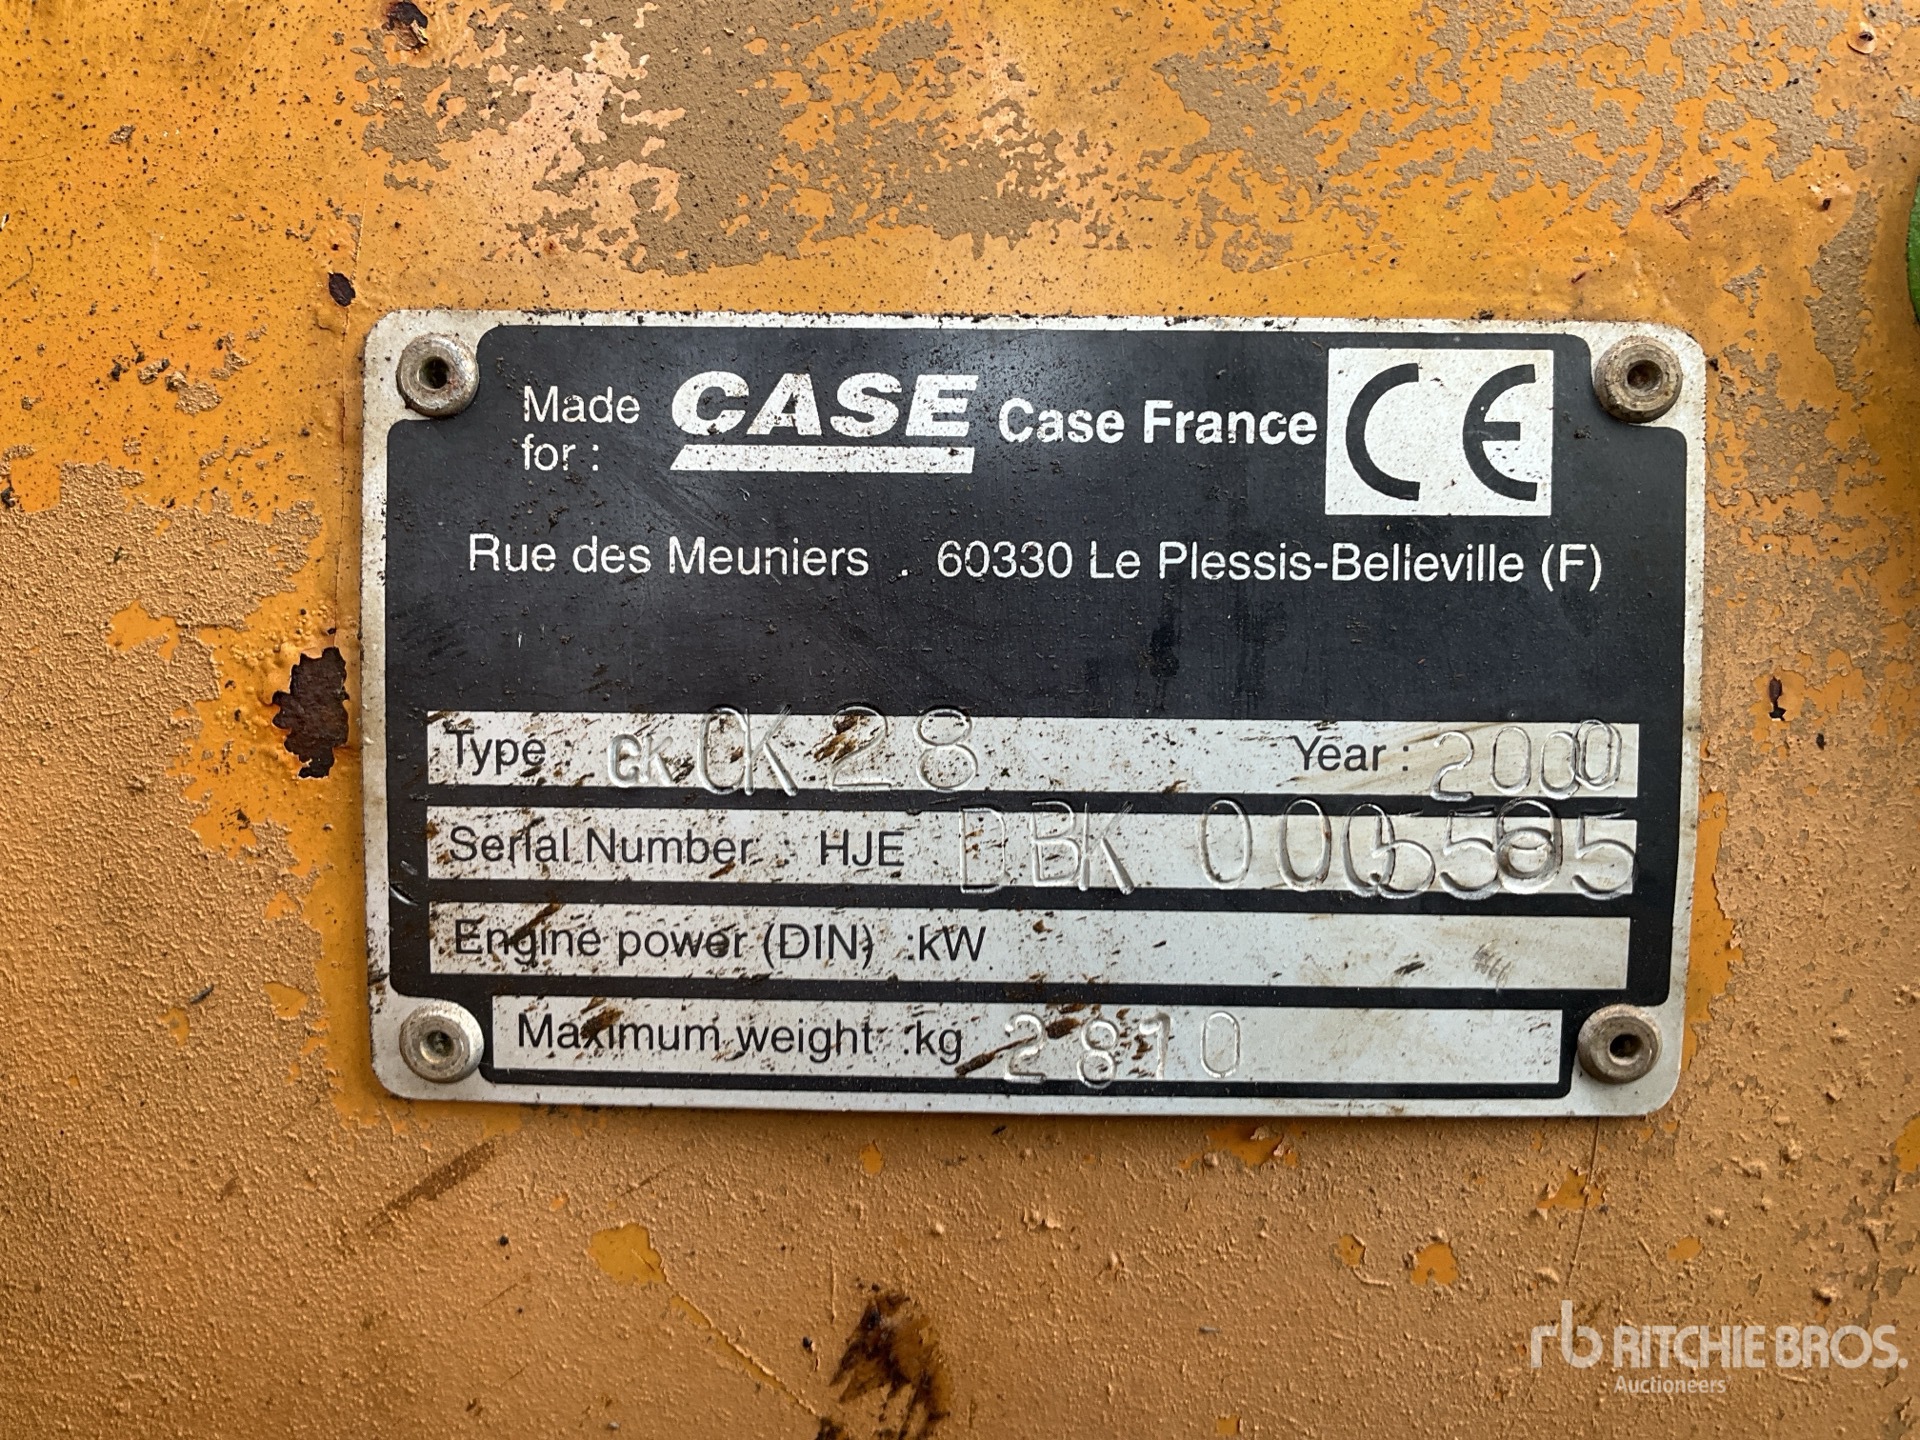 Made for :
CASE Case France CE
Rue des Meuniers . 60330 Le Plessis-Belleville (F)
Type : CK CK 28 Year : 2000
Serial Number : HJE DBK
Engine power (DIN) :kW
Maximum weight :kg 2810
rb RITCHIE BROS.
Auctioneers